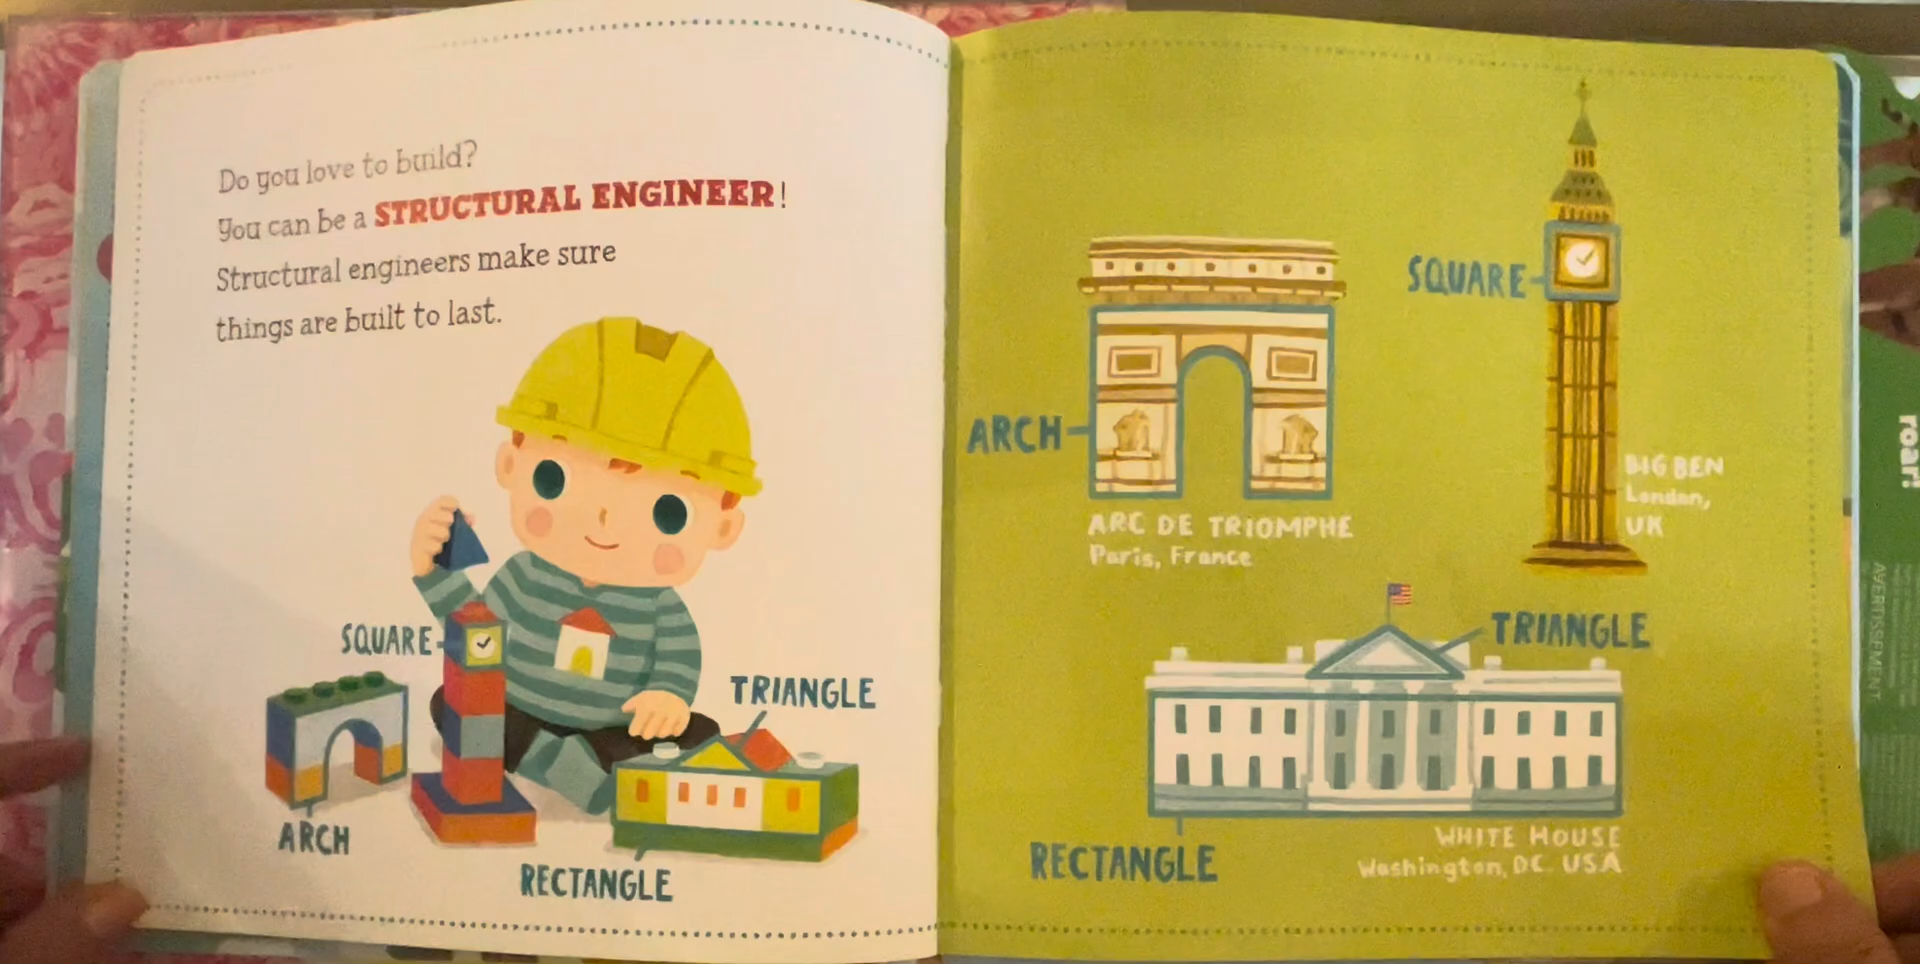 Do you love to build?
You can be a STRUCTURAL ENGINEER!
Structural engineers make sure
things are built to last.
SQUARE
TRIANGLE
ARCH
RECTANGLE
SQUARE
ARCH
BIG BEN
London,
UK
ARC DE TRIOMPHE
Paris, France
TRIANGLE
WHITE HOUSE
Washington, DC. USA
RECTANGLE
roar!
AVERTISSEMENT